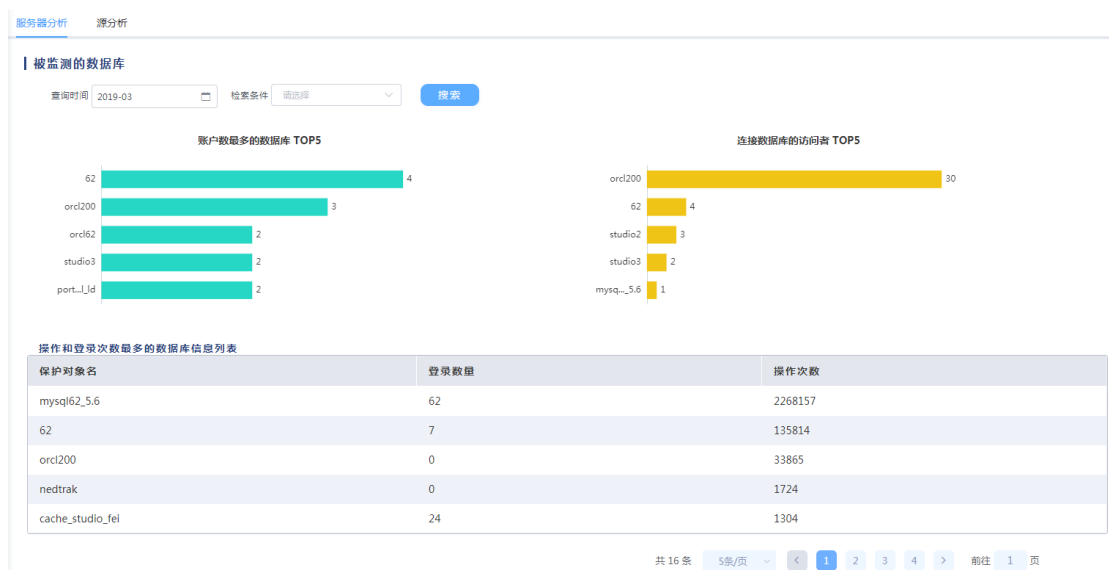 服务器分析 源分析
被监测的数据库
查询时间 2019-03 检索条件 请选择 搜索
账户数最多的数据库 TOP5
62 4
orcl200 3
orcl62 2
studio3 2
port...l_ld 2
连接数据库的访问者 TOP5
orcl200 30
62 4
studio2 3
studio3 2
mysq..._5.6 1
操作和登录次数最多的数据库信息列表
保护对象名 登录数量 操作次数
mysql62_5.6 62 2268157
62 7 135814
orcl200 0 33865
nedtrak 0 1724
cache_studio_fei 24 1304
共 16 条 5条/页 < 1 2 3 4 > 前往 1 页